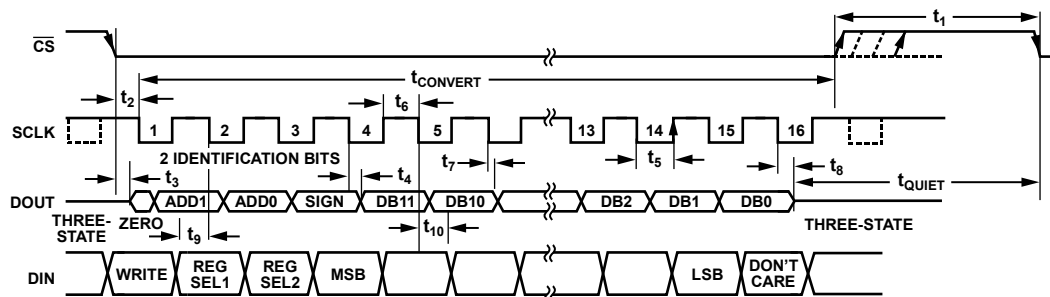 t1
CS
tCONVERT
t2
t6
SCLK
1 2 3 4 5 13 14 15 16
2 IDENTIFICATION BITS
t7
t5
t8
t3
t4
tQUIET
DOUT
ADD1 ADD0 SIGN DB11 DB10 DB2 DB1 DB0
THREE-STATE
ZERO
THREE-STATE
t9
t10
DIN
WRITE
REG SEL1
REG SEL2
MSB
LSB
DON'T CARE